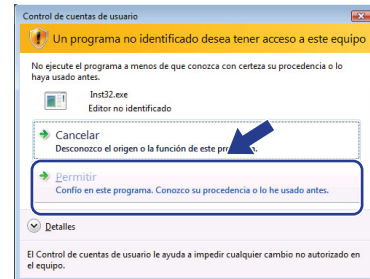 Control de cuentas de usuario
Un programa no identificado desea tener acceso a este equipo
No ejecute el programa a menos de que conozca con certeza su procedencia o lo
haya usado antes.
Inst32.exe
Editor no identificado
Cancelar
Desconozco el origen o la función de este
Permitir
Confío en este programa. Conozco su procedencia o lo he usado antes.
Detalles
El Control de cuentas de usuario le ayuda a impedir cualquier cambio no autorizado en
el equipo.